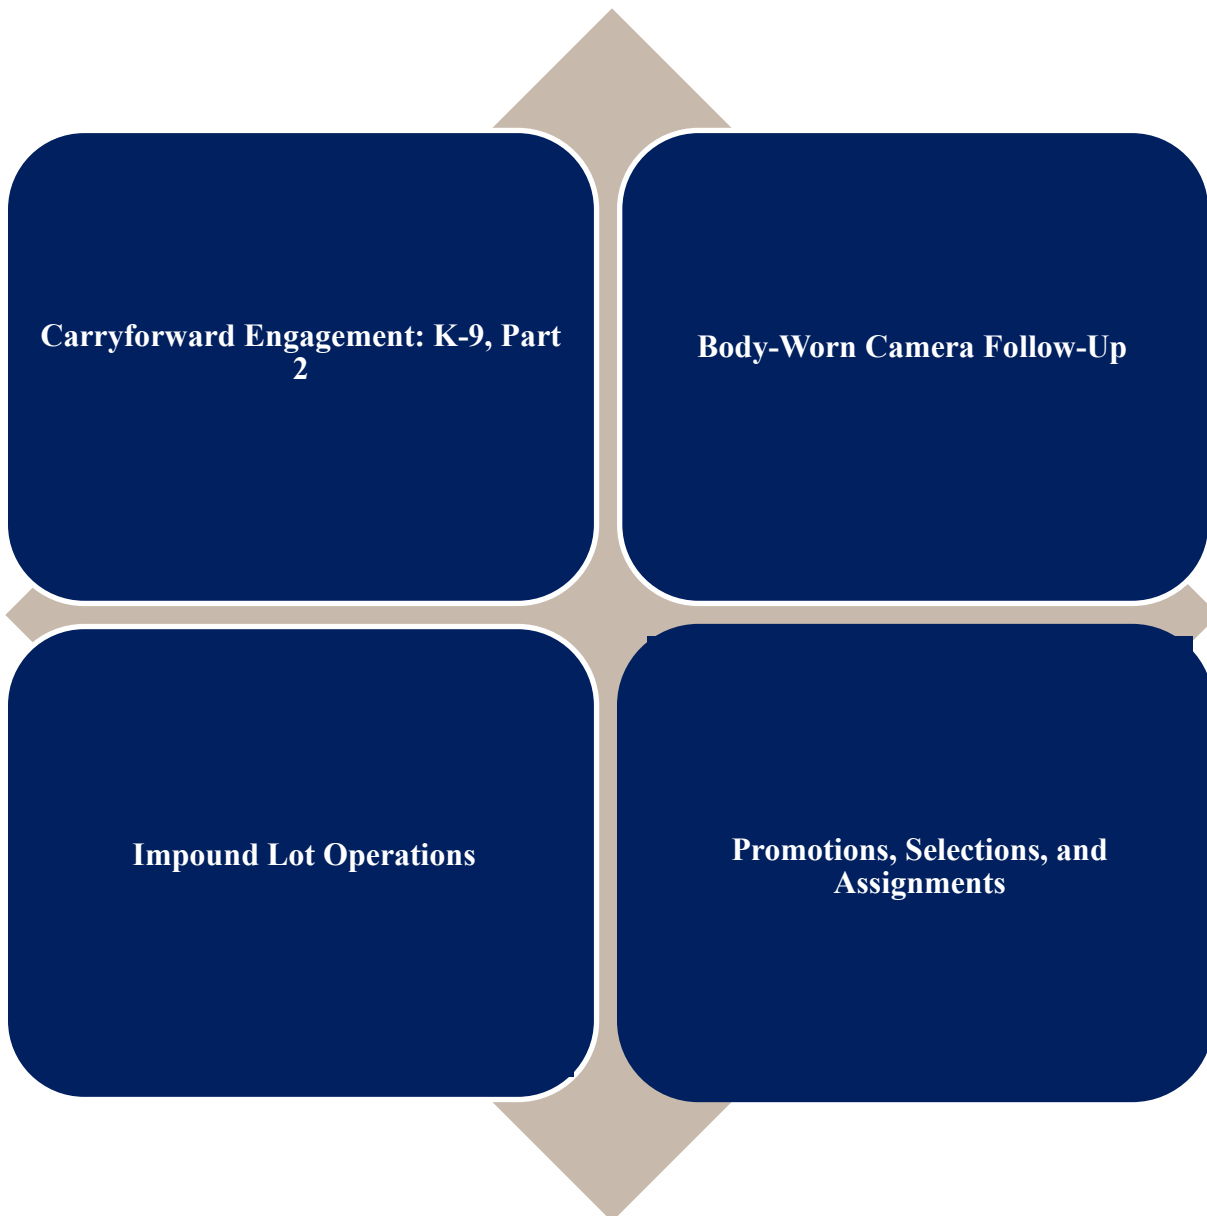 Carryforward Engagement: K-9, Part
2
Body-Worn Camera Follow-Up
Impound Lot Operations
Promotions, Selections, and
Assignments